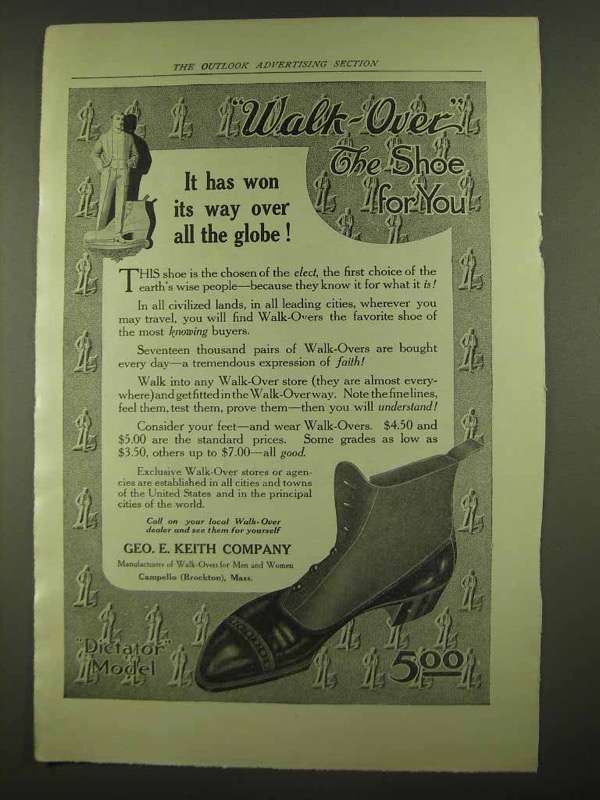 THE OUTLOOK ADVERTISING SECTION
"Walk-Over"
The Shoe
for You
It has won
its way over
all the globe!
THIS shoe is the chosen of the elect, the first choice of the
earth's wise people—because they know it for what it is!
In all civilized lands, in all leading cities, wherever you
may travel, you will find Walk-Overs the favorite shoe of
the most knowing buyers.
Seventeen thousand pairs of Walk-Overs are bought
every day—a tremendous expression of faith!
Walk into any Walk-Over store (they are almost every-
where) and get fitted in the Walk-Over way. Note the fine lines,
feel them, test them, prove them—then you will understand!
Consider your feet—and wear Walk-Overs. $4.50 and
$5.00 are the standard prices. Some grades as low as
$3.50, others up to $7.00—all good.
Exclusive Walk-Over stores or agen-
cies are established in all cities and towns
of the United States and in the principal
cities of the world.
Call on your local Walk-Over
dealer and see them for yourself
GEO. E. KEITH COMPANY
Manufacturers of Walk-Overs for Men and Women
Campello (Brockton), Mass.
"Dictator"
Model
5.00